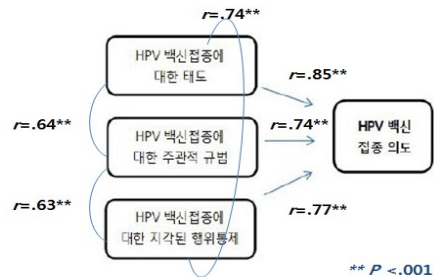 r=.74**
HPV 백신접종에
대한 태도
r=.85**
r=.64**
HPV 백신접종에
대한 주관적 규범
r=.74**
HPV 백신
접종 의도
r=.63**
HPV 백신접종에
대한 지각된 행위통제
r=.77**
** P <.001